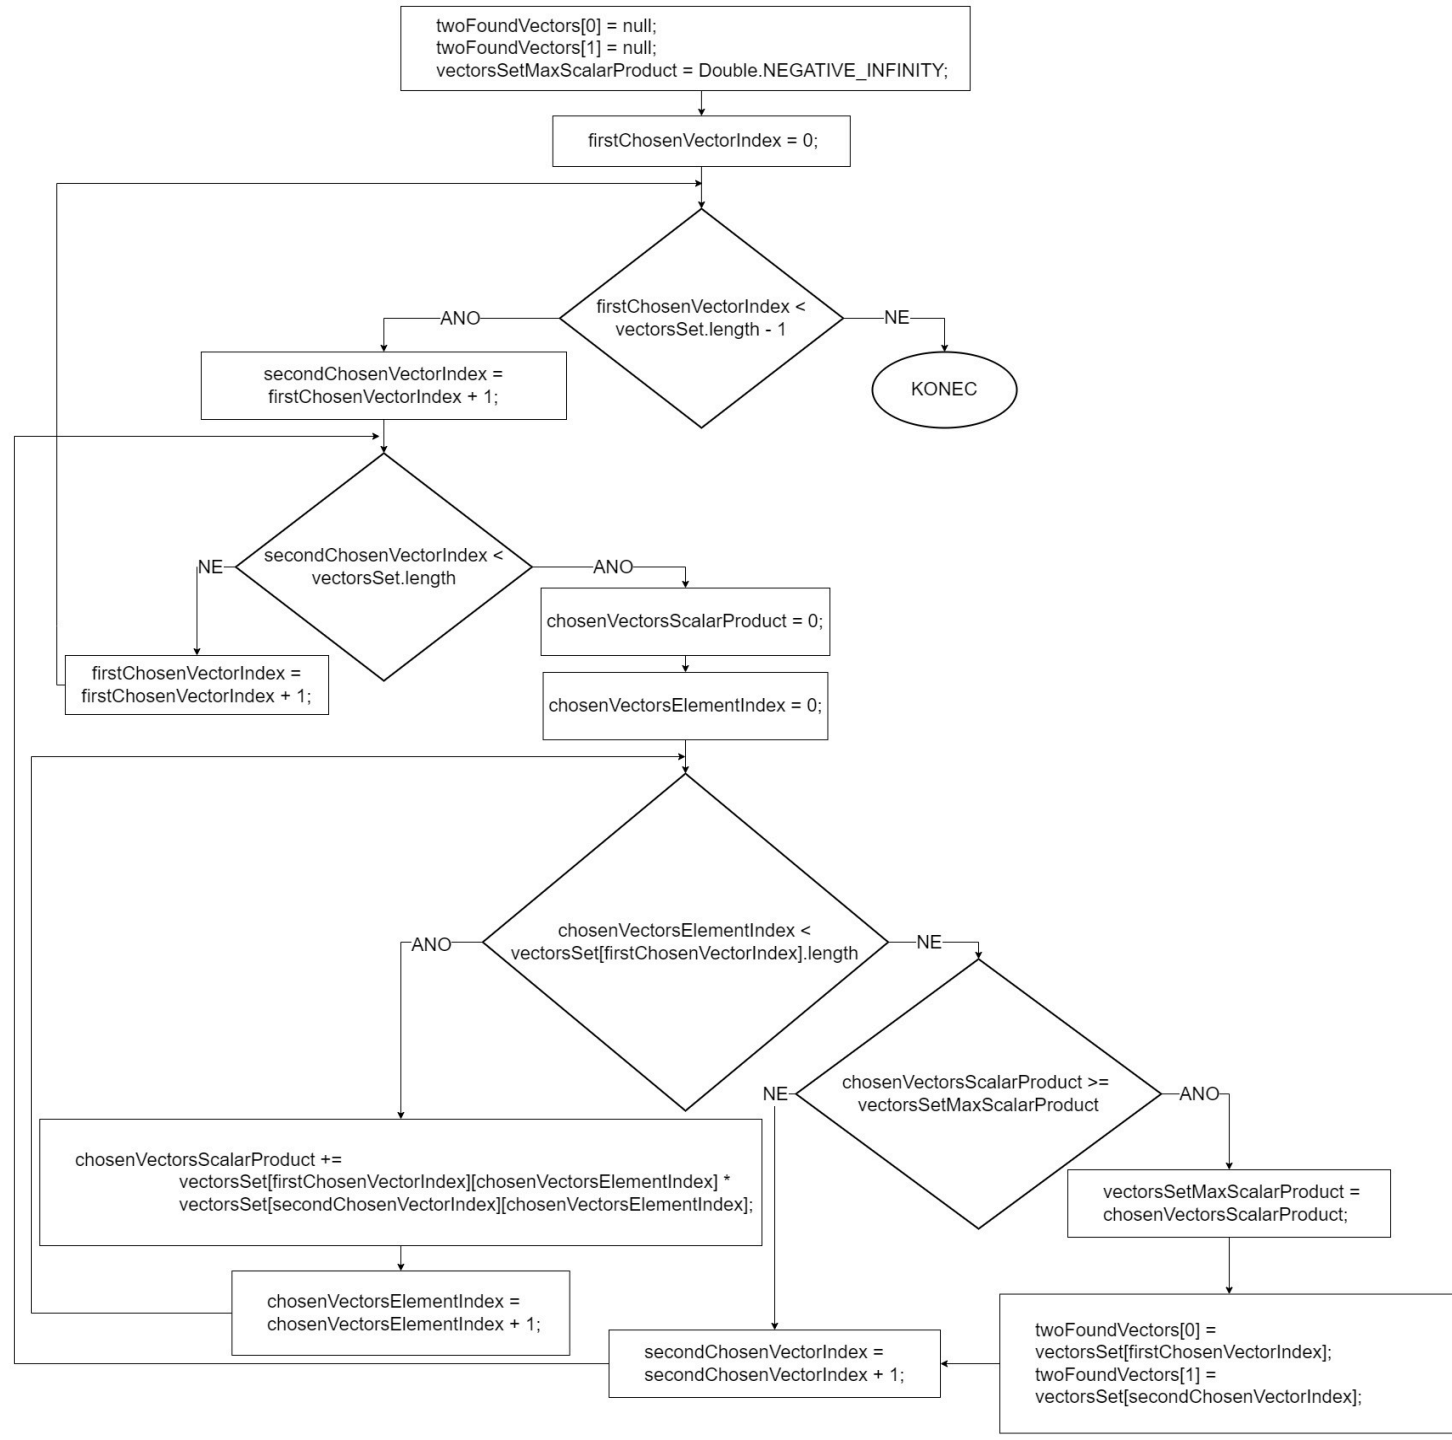 twoFoundVectors[0] = null;
twoFoundVectors[1] = null;
vectorsSetMaxScalarProduct = Double.NEGATIVE_INFINITY;
firstChosenVectorIndex = 0;
firstChosenVectorIndex <
vectorsSet.length - 1
ANO
NE
KONEC
secondChosenVectorIndex =
firstChosenVectorIndex + 1;
secondChosenVectorIndex <
vectorsSet.length
NE
ANO
chosenVectorsScalarProduct = 0;
firstChosenVectorIndex =
firstChosenVectorIndex + 1;
chosenVectorsElementIndex = 0;
chosenVectorsElementIndex <
vectorsSet[firstChosenVectorIndex].length
ANO
NE
chosenVectorsScalarProduct >=
vectorsSetMaxScalarProduct
NE
ANO
chosenVectorsScalarProduct +=
vectorsSet[firstChosenVectorIndex][chosenVectorsElementIndex] *
vectorsSet[secondChosenVectorIndex][chosenVectorsElementIndex];
vectorsSetMaxScalarProduct =
chosenVectorsScalarProduct;
chosenVectorsElementIndex =
chosenVectorsElementIndex + 1;
twoFoundVectors[0] =
vectorsSet[firstChosenVectorIndex];
twoFoundVectors[1] =
vectorsSet[secondChosenVectorIndex];
secondChosenVectorIndex =
secondChosenVectorIndex + 1;